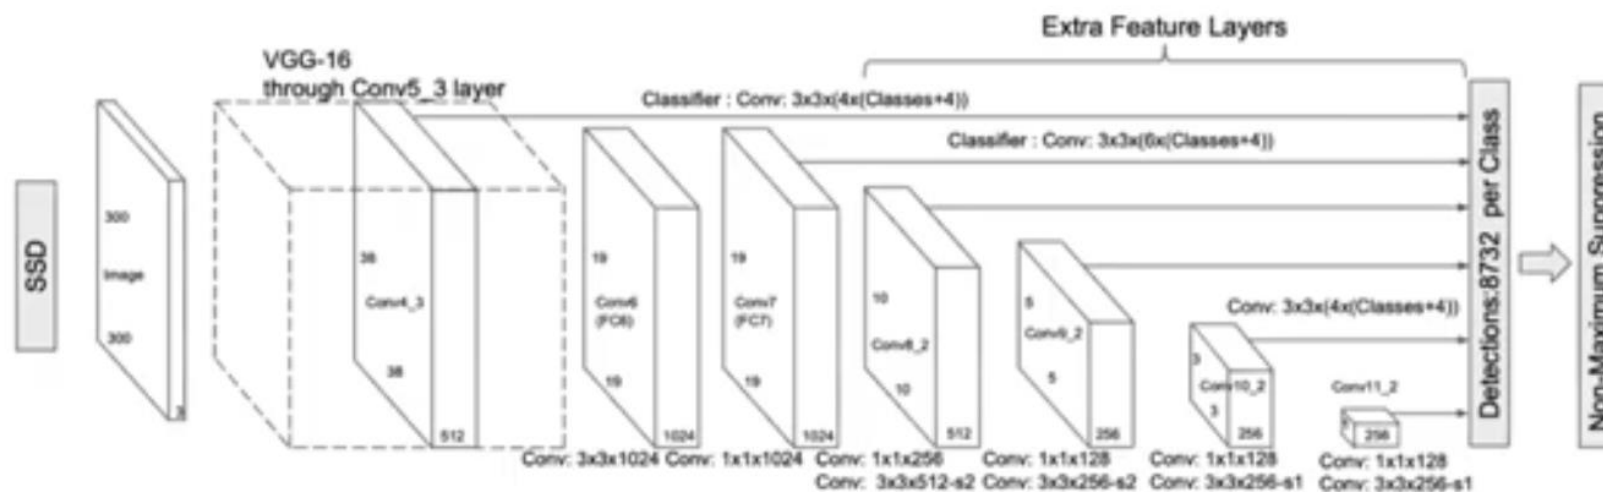 Extra Feature Layers
VGG-16
through Conv5_3 layer
Classifier : Conv: 3x3x(4x(Classes+4))
Classifier : Conv: 3x3x(6x(Classes+4))
SSD
300
Image
300
3
38
Conv4_3
38
512
19
Conv6
(FC6)
19
1024
19
Conv7
(FC7)
19
1024
10
Conv8_2
10
512
5
Conv9_2
5
256
Conv: 3x3x(4x(Classes+4))
3
Conv10_2
3
256
Conv11_2
256
Detections:8732 per Class
Non-Maximum Suppression
Conv: 3x3x1024
Conv: 1x1x1024
Conv: 1x1x256
Conv: 3x3x512-s2
Conv: 1x1x128
Conv: 3x3x256-s2
Conv: 1x1x128
Conv: 3x3x256-s1
Conv: 1x1x128
Conv: 3x3x256-s1